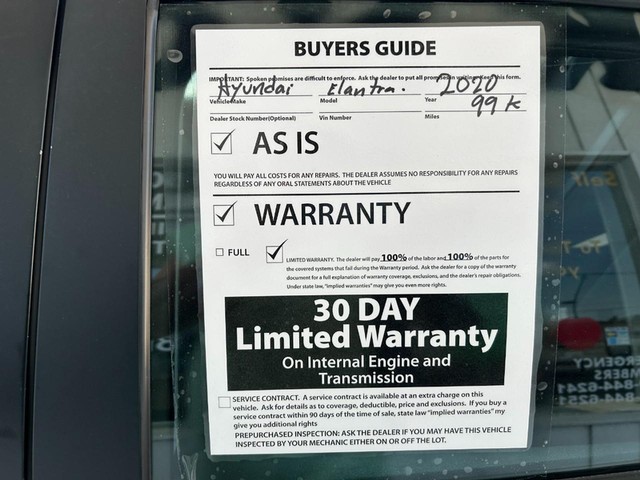 BUYERS GUIDE
IMPORTANT: Spoken promises are difficult to enforce. Ask the dealer to put all promises in writing. Keep this form.
Hyundai Elantra. 2020
Vehicle Make Model Year
99 K
Dealer Stock Number(Optional) Vin Number Miles
AS IS
YOU WILL PAY ALL COSTS FOR ANY REPAIRS. THE DEALER ASSUMES NO RESPONSIBILITY FOR ANY REPAIRS
REGARDLESS OF ANY ORAL STATEMENTS ABOUT THE VEHICLE
WARRANTY
FULL LIMITED WARRANTY. The dealer will pay 100% of the labor and 100% of the parts for
the covered systems that fail during the Warranty period. Ask the dealer for a copy of the warranty
document for a full explanation of warranty coverage, exclusions, and the dealer's repair obligations.
Under state law, "implied warranties" may give you even more rights.
30 DAY
Limited Warranty
On Internal Engine and
Transmission
SERVICE CONTRACT. A service contract is available at an extra charge on this
vehicle. Ask for details as to coverage, deductible, price and exclusions. If you buy a
service contract within 90 days of the time of sale, state law "implied warranties" my
give you additional rights
PREPURCHASED INSPECTION: ASK THE DEALER IF YOU MAY HAVE THIS VEHICLE
INSPECTED BY YOUR MECHANIC EITHER ON OR OFF THE LOT.
Self
To T
RGENCY
MBERS
844-6241
844-6251